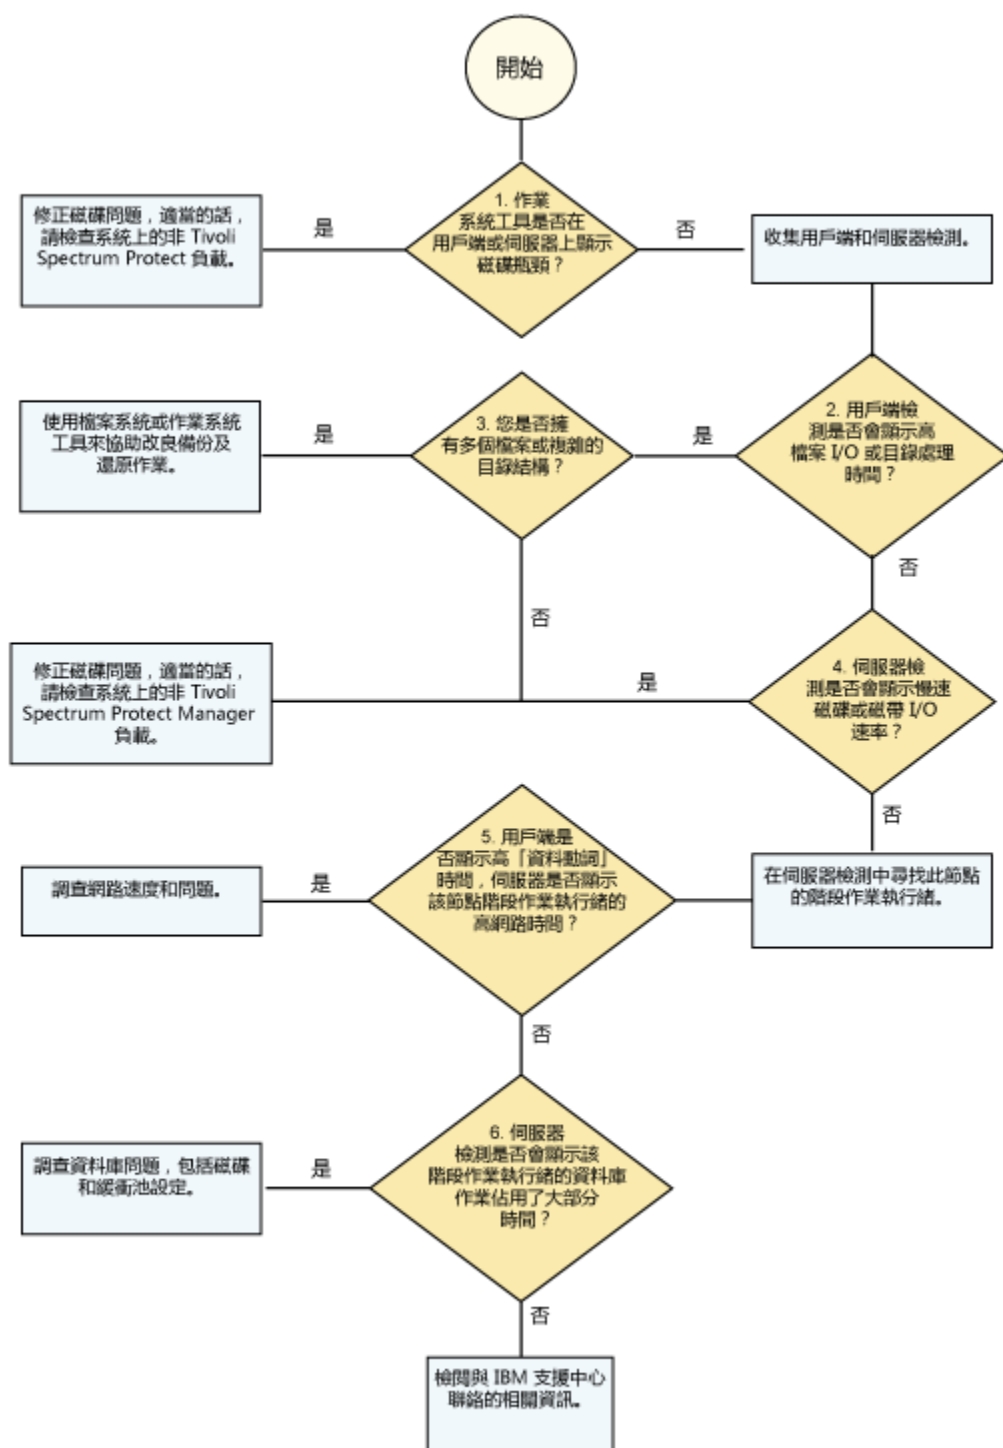 開始
1. 作業
系統工具是否在
用戶端或伺服器上顯示
磁碟瓶頸？
是
否
修正磁碟問題，適當的話，
請檢查系統上的非 Tivoli
Spectrum Protect 負載。
收集用戶端和伺服器檢測。
2. 用戶端檢
測是否會顯示高
檔案 I/O 或目錄處理
時間？
是
否
3. 您是否擁
有多個檔案或複雜的
目錄結構？
是
否
使用檔案系統或作業系統
工具來協助改良備份及
還原作業。
4. 伺服器檢
測是否會顯示慢速
磁碟或磁帶 I/O
速率？
是
否
修正磁碟問題，適當的話，
請檢查系統上的非 Tivoli
Spectrum Protect Manager
負載。
在伺服器檢測中尋找此節點
的階段作業執行緒。
5. 用戶端是
否顯示高「資料動詞」
時間，伺服器是否顯示
該節點階段作業執行緒的
高網路時間？
是
否
調查網路速度和問題。
6. 伺服器
檢測是否會顯示該
階段作業執行緒的資料庫
作業佔用了大部分
時間？
是
否
調查資料庫問題，包括磁碟
和緩衝池設定。
檢閱與 IBM 支援中心
聯絡的相關資訊。